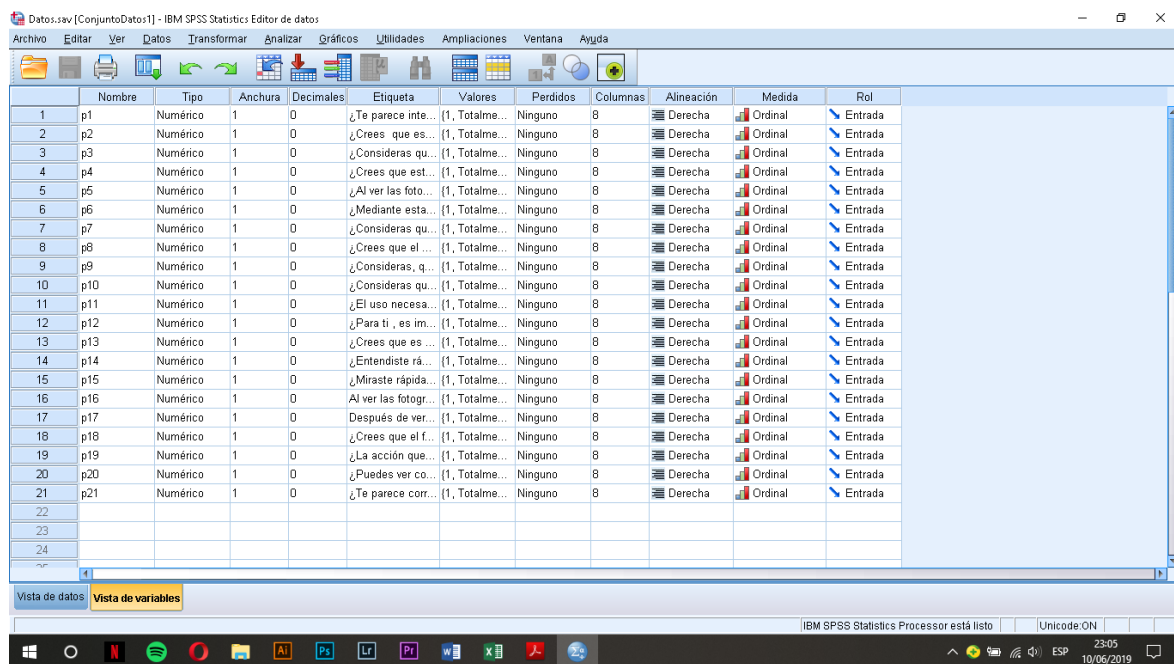 Datos.sav [ConjuntoDatos1] - IBM SPSS Statistics Editor de datos
Archivo Editar Ver Datos Transformar Analizar Gráficos Utilidades Ampliaciones Ventana Ayuda
Nombre Tipo Anchura Decimales Etiqueta Valores Perdidos Columnas Alineación Medida Rol
1 p1 Numérico 1 0 ¿Te parece inte... {1, Totalme... Ninguno 8 Derecha Ordinal Entrada
2 p2 Numérico 1 0 ¿Crees que es... {1, Totalme... Ninguno 8 Derecha Ordinal Entrada
3 p3 Numérico 1 0 ¿Consideras qu... {1, Totalme... Ninguno 8 Derecha Ordinal Entrada
4 p4 Numérico 1 0 ¿Crees que est... {1, Totalme... Ninguno 8 Derecha Ordinal Entrada
5 p5 Numérico 1 0 ¿Al ver las foto... {1, Totalme... Ninguno 8 Derecha Ordinal Entrada
6 p6 Numérico 1 0 ¿Mediante esta... {1, Totalme... Ninguno 8 Derecha Ordinal Entrada
7 p7 Numérico 1 0 ¿Consideras qu... {1, Totalme... Ninguno 8 Derecha Ordinal Entrada
8 p8 Numérico 1 0 ¿Crees que el ... {1, Totalme... Ninguno 8 Derecha Ordinal Entrada
9 p9 Numérico 1 0 ¿Consideras, q... {1, Totalme... Ninguno 8 Derecha Ordinal Entrada
10 p10 Numérico 1 0 ¿Consideras qu... {1, Totalme... Ninguno 8 Derecha Ordinal Entrada
11 p11 Numérico 1 0 ¿El uso necesa... {1, Totalme... Ninguno 8 Derecha Ordinal Entrada
12 p12 Numérico 1 0 ¿Para ti , es im... {1, Totalme... Ninguno 8 Derecha Ordinal Entrada
13 p13 Numérico 1 0 ¿Crees que es ... {1, Totalme... Ninguno 8 Derecha Ordinal Entrada
14 p14 Numérico 1 0 ¿Entendiste rá... {1, Totalme... Ninguno 8 Derecha Ordinal Entrada
15 p15 Numérico 1 0 ¿Miraste rápida... {1, Totalme... Ninguno 8 Derecha Ordinal Entrada
16 p16 Numérico 1 0 Al ver las fotogr... {1, Totalme... Ninguno 8 Derecha Ordinal Entrada
17 p17 Numérico 1 0 Después de ver... {1, Totalme... Ninguno 8 Derecha Ordinal Entrada
18 p18 Numérico 1 0 ¿Crees que el f... {1, Totalme... Ninguno 8 Derecha Ordinal Entrada
19 p19 Numérico 1 0 ¿La acción que... {1, Totalme... Ninguno 8 Derecha Ordinal Entrada
20 p20 Numérico 1 0 ¿Puedes ver co... {1, Totalme... Ninguno 8 Derecha Ordinal Entrada
21 p21 Numérico 1 0 ¿Te parece corr... {1, Totalme... Ninguno 8 Derecha Ordinal Entrada
22
23
24
Vista de datos Vista de variables
IBM SPSS Statistics Processor está listo Unicode:ON
N Ai Ps Lr Pr ESP 23:05
10/06/2019